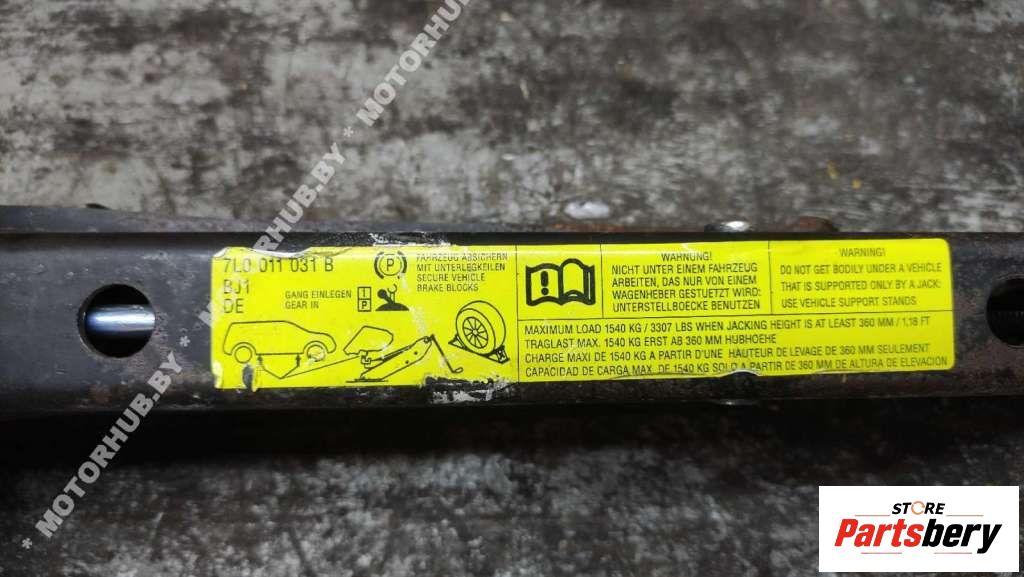 7L0 011 031 B
BJ1
DE
GANG EINLEGEN
GEAR IN
P
I
P
FAHRZEUG ABSICHERN
MIT UNTERLEGKEILEN
SECURE VEHICLE
BRAKE BLOCKS
WARNUNG!
NICHT UNTER EINEM FAHRZEUG
ARBEITEN, DAS NUR VON EINEM
WAGENHEBER GESTUETZT WIRD:
UNTERSTELLBOECKE BENUTZEN
WARNING!
DO NOT GET BODILY UNDER A VEHICLE
THAT IS SUPPORTED ONLY BY A JACK:
USE VEHICLE SUPPORT STANDS
MAXIMUM LOAD 1540 KG / 3307 LBS WHEN JACKING HEIGHT IS AT LEAST 360 MM / 1,18 FT
TRAGLAST MAX. 1540 KG ERST AB 360 MM HUBHOEHE
CHARGE MAXI DE 1540 KG A PARTIR D'UNE HAUTEUR DE LEVAGE DE 360 MM SEULEMENT
CAPACIDAD DE CARGA MAX. DE 1540 KG SOLO A PARTIR DE 360 MM DE ALTURA DE ELEVACION
* MOTORHUB.BY * MOTORHUB.BY * MOTORHUB.BY
STORE
Partsbery